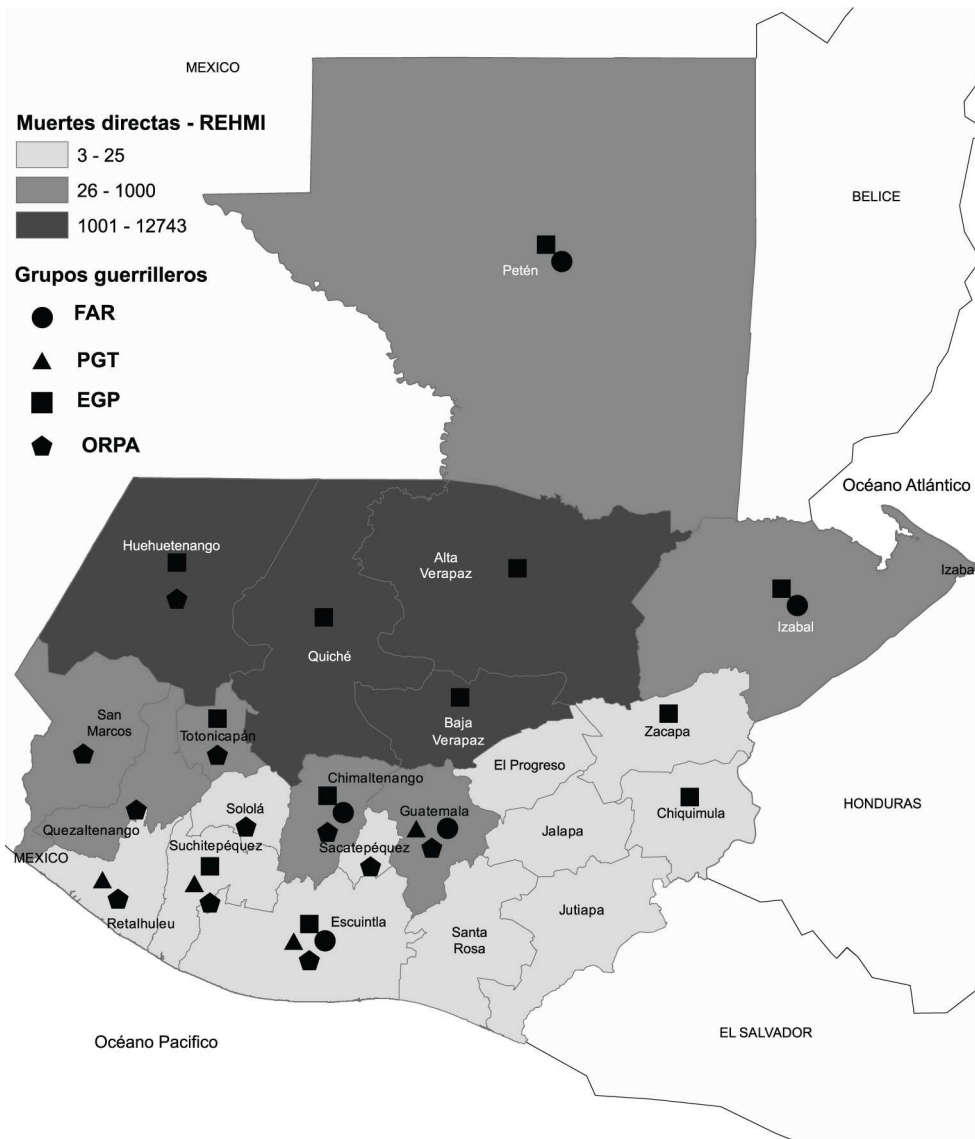 MEXICO
Muertes directas - REHMI
3 - 25
26 - 1000
1001 - 12743
Grupos guerrilleros
FAR
PGT
EGP
ORPA
BELICE
Petén
Océano Atlántico
Huehuetenango
Alta
Verapaz
Izabal
Izabal
Quiché
San
Marcos
Totonicapán
Baja
Verapaz
Zacapa
El Progreso
Chimaltenango
Sololá
Guatemala
Chiquimula
HONDURAS
Quezaltenango
Suchitepéquez
Sacatepéquez
Jalapa
MEXICO
Retalhuleu
Escuintla
Santa
Rosa
Jutiapa
EL SALVADOR
Océano Pacifico